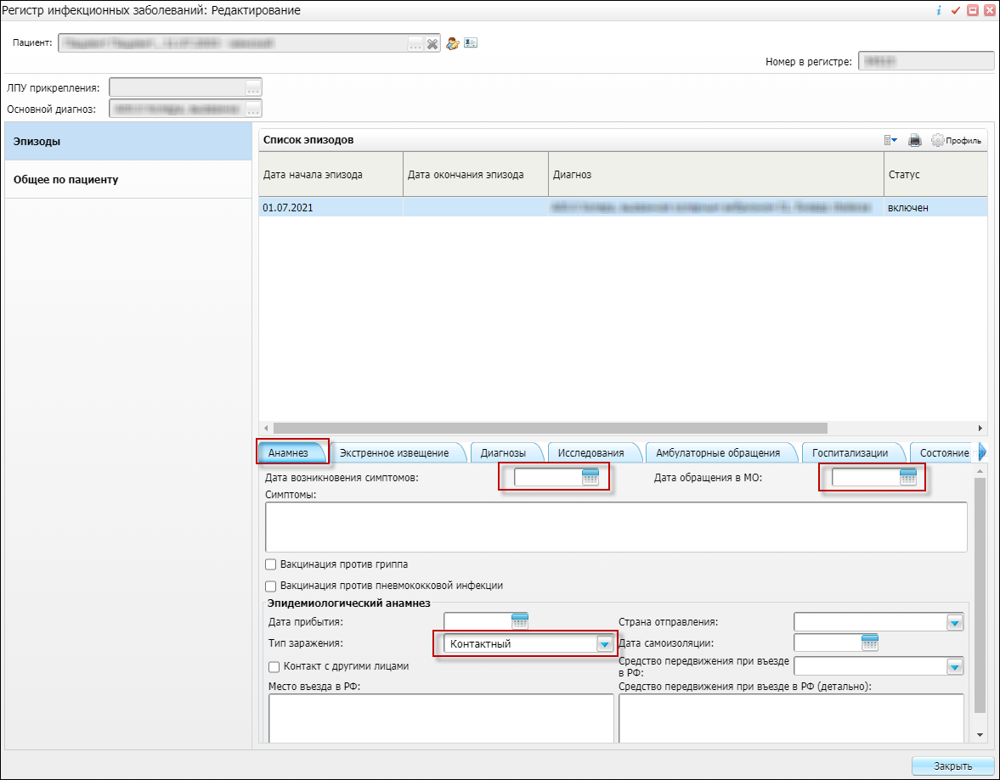 Регистр инфекционных заболеваний: Редактирование
Пациент:
Номер в регистре:
ЛПУ прикрепления:
Основной диагноз:
Эпизоды
Общее по пациенту
Список эпизодов
Профиль
Дата начала эпизода Дата окончания эпизода Диагноз Статус
01.07.2021 включен
Анамнез Экстренное извещение Диагнозы Исследования Амбулаторные обращения Госпитализации Состояние
Дата возникновения симптомов: Дата обращения в МО:
Симптомы:
Вакцинация против гриппа
Вакцинация против пневмококковой инфекции
Эпидемиологический анамнез
Дата прибытия: Страна отправления:
Тип заражения: Контактный Дата самоизоляции:
Контакт с другими лицами Средство передвижения при въезде
в РФ:
Место въезда в РФ: Средство передвижения при въезде в РФ (детально):
Закрыть